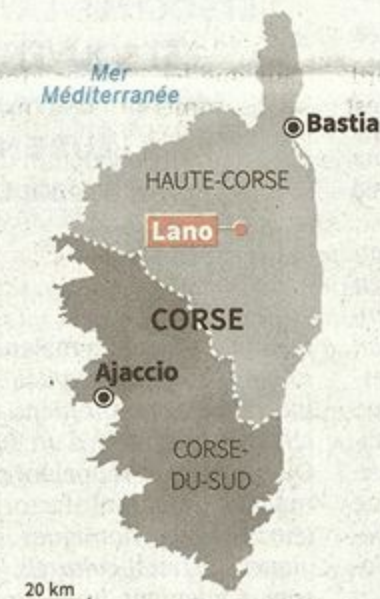 Mer
Méditerranée
Bastia
HAUTE-CORSE
Lano
CORSE
Ajaccio
CORSE-
DU-SUD
20 km